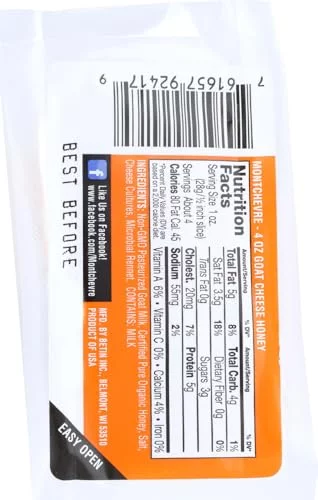 7 61657 92417 9
MONTCHEVRE - 4 OZ GOAT CHEESE HONEY
Nutrition
Facts
Serving Size 1 oz.
(28g/½ inch slice)
Servings About 4
Calories 80 Fat Cal. 45
*Percent Daily Values (DV) are
based on a 2,000 calorie diet.
Amount/Serving % DV*
Total Fat 5g 8%
Sat Fat 3.5g 18%
Trans Fat 0g
Cholest. 20mg 7%
Sodium 55mg 2%
Amount/Serving % DV*
Total Carb. 4g 1%
Dietary Fiber 0g 0%
Sugars 3g
Protein 5g
Vitamin A 6% • Vitamin C 0% • Calcium 4% • Iron 0%
INGREDIENTS: Non-GMO Pasteurized Goat Milk, Certified Pure Organic Honey, Salt,
Cheese Cultures, Microbial Rennet. CONTAINS: MILK
Like Us on Facebook!
www.facebook.com/Montchevre
MFD. BY BETIN INC., BELMONT, WI 53510
PRODUCT OF USA
BEST BEFORE
EASY OPEN